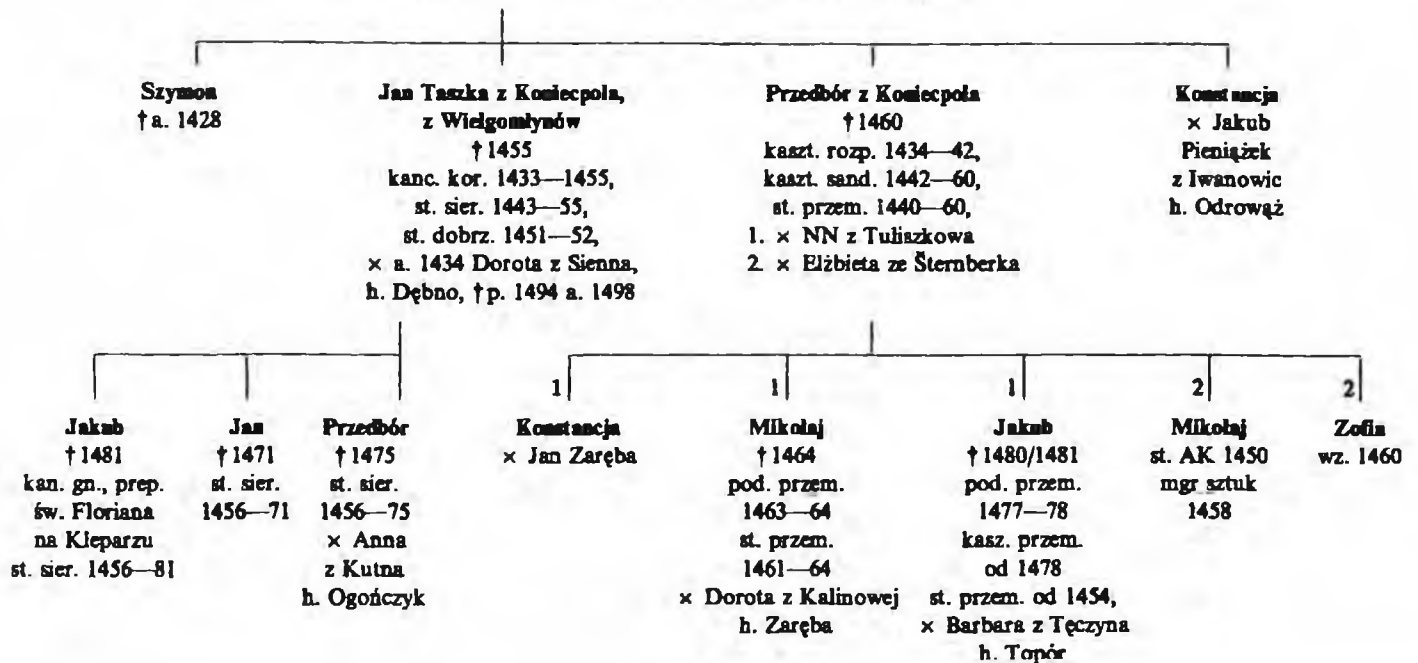 Szymon
† a. 1428
Jan Taszka z Koniecpola,
z Wielgomłynów
† 1455
kanc. kor. 1433—1455,
st. sier. 1443—55,
st. dobrz. 1451—52,
× a. 1434 Dorota z Sienna,
h. Dębno, † p. 1494 a. 1498
Przedbór z Koniecpola
† 1460
kaszt. rozp. 1434—42,
kaszt. sand. 1442—60,
st. przem. 1440—60,
1. × NN z Tuliszkowa
2. × Elżbieta ze Šternberka
Konstancja
× Jakub
Pieniążek
z Iwanowic
h. Odrowąż
Jakub
† 1481
kan. gn., prep.
św. Floriana
na Kleparzu
st. sier. 1456—81
Jan
† 1471
st. sier.
1456—71
Przedbór
† 1475
st. sier.
1456—75
× Anna
z Kutna
h. Ogończyk
1
Konstancja
× Jan Zaręba
1
Mikołaj
† 1464
pod. przem.
1463—64
st. przem.
1461—64
× Dorota z Kalinowej
h. Zaręba
1
Jakub
† 1480/1481
pod. przem.
1477—78
kasz. przem.
od 1478
st. przem. od 1454,
× Barbara z Tęczyna
h. Topór
2
Mikołaj
st. AK 1450
mgr sztuk
1458
2
Zofia
wz. 1460